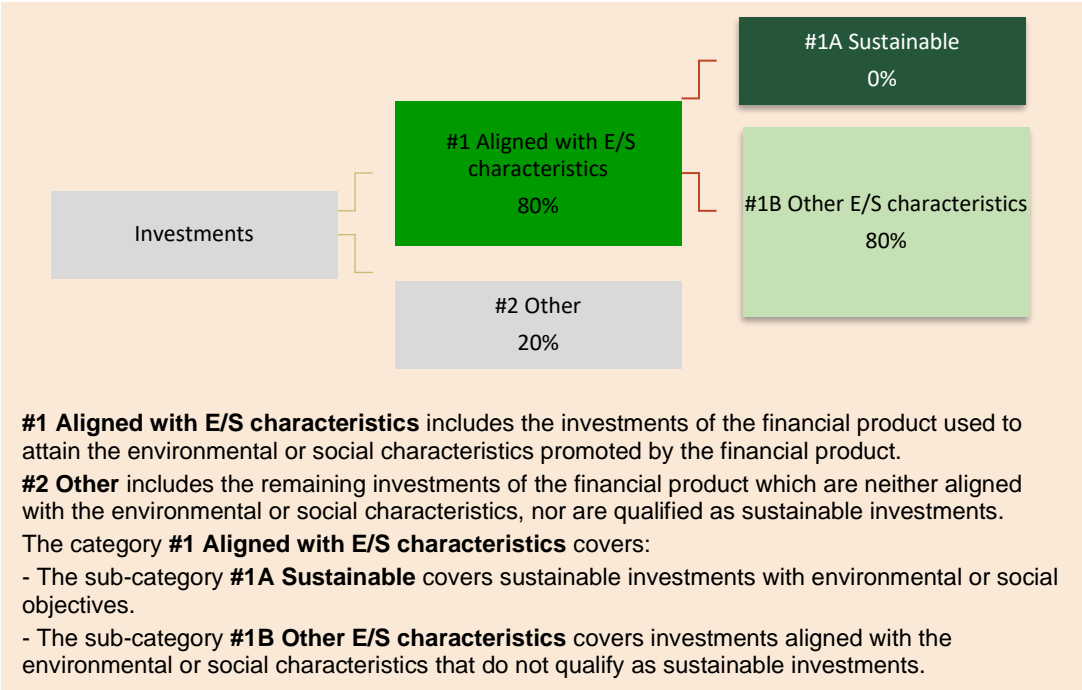 #1A Sustainable
0%
#1 Aligned with E/S
characteristics
80%
#1B Other E/S characteristics
80%
Investments
#2 Other
20%
#1 Aligned with E/S characteristics includes the investments of the financial product used to
attain the environmental or social characteristics promoted by the financial product.
#2 Other includes the remaining investments of the financial product which are neither aligned
with the environmental or social characteristics, nor are qualified as sustainable investments.
The category #1 Aligned with E/S characteristics covers:
- The sub-category #1A Sustainable covers sustainable investments with environmental or social
objectives.
- The sub-category #1B Other E/S characteristics covers investments aligned with the
environmental or social characteristics that do not qualify as sustainable investments.